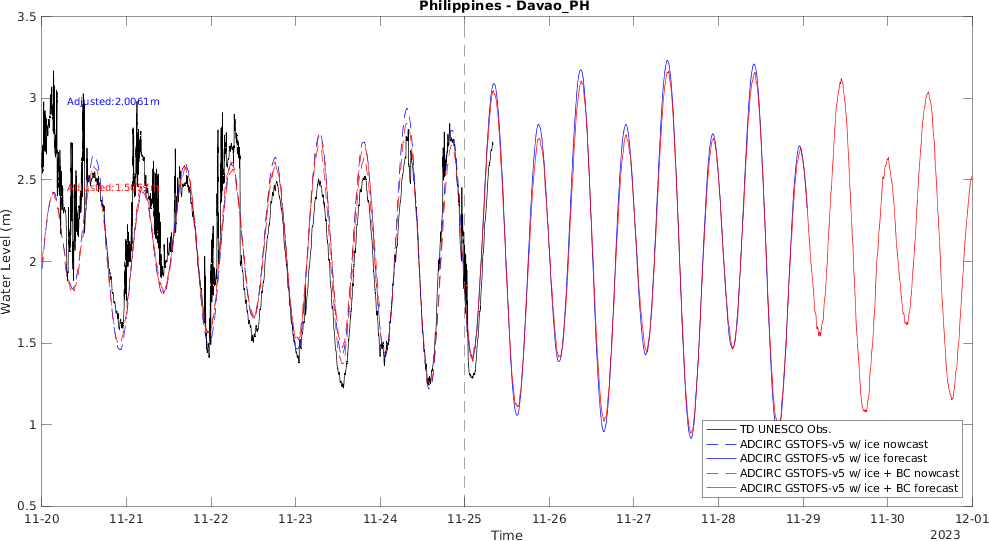 Philippines - Davao_PH
3.5
3
2.5
2
1.5
1
0.5
Water Level (m)
Adjusted:2.0061m
TD UNESCO Obs.
ADCIRC GSTOFS-v5 w/ ice nowcast
ADCIRC GSTOFS-v5 w/ ice forecast
ADCIRC GSTOFS-v5 w/ ice + BC nowcast
ADCIRC GSTOFS-v5 w/ ice + BC forecast
11-20 11-21 11-22 11-23 11-24 11-25 11-26 11-27 11-28 11-29 11-30 12-01
Time
2023